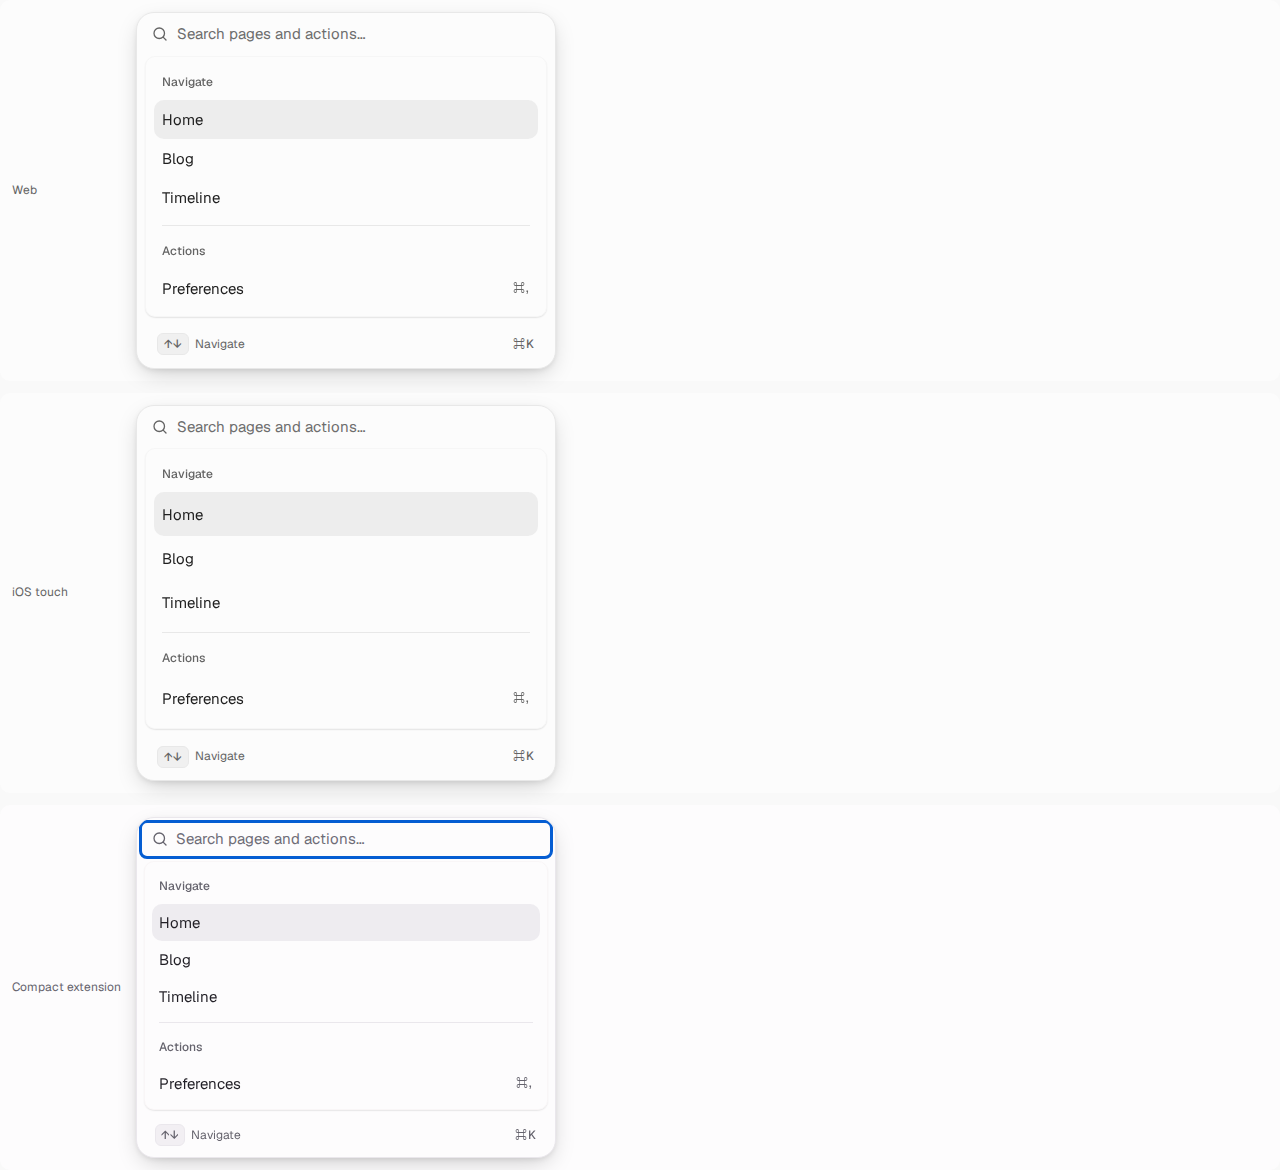 Search pages and actions...
Navigate
Home
Blog
Web
Timeline
Actions
Preferences ⌘,
↑↓ Navigate ⌘K
Search pages and actions...
Navigate
Home
Blog
iOS touch
Timeline
Actions
Preferences ⌘,
↑↓ Navigate ⌘K
Search pages and actions...
Navigate
Home
Blog
Compact extension
Timeline
Actions
Preferences ⌘,
↑↓ Navigate ⌘K